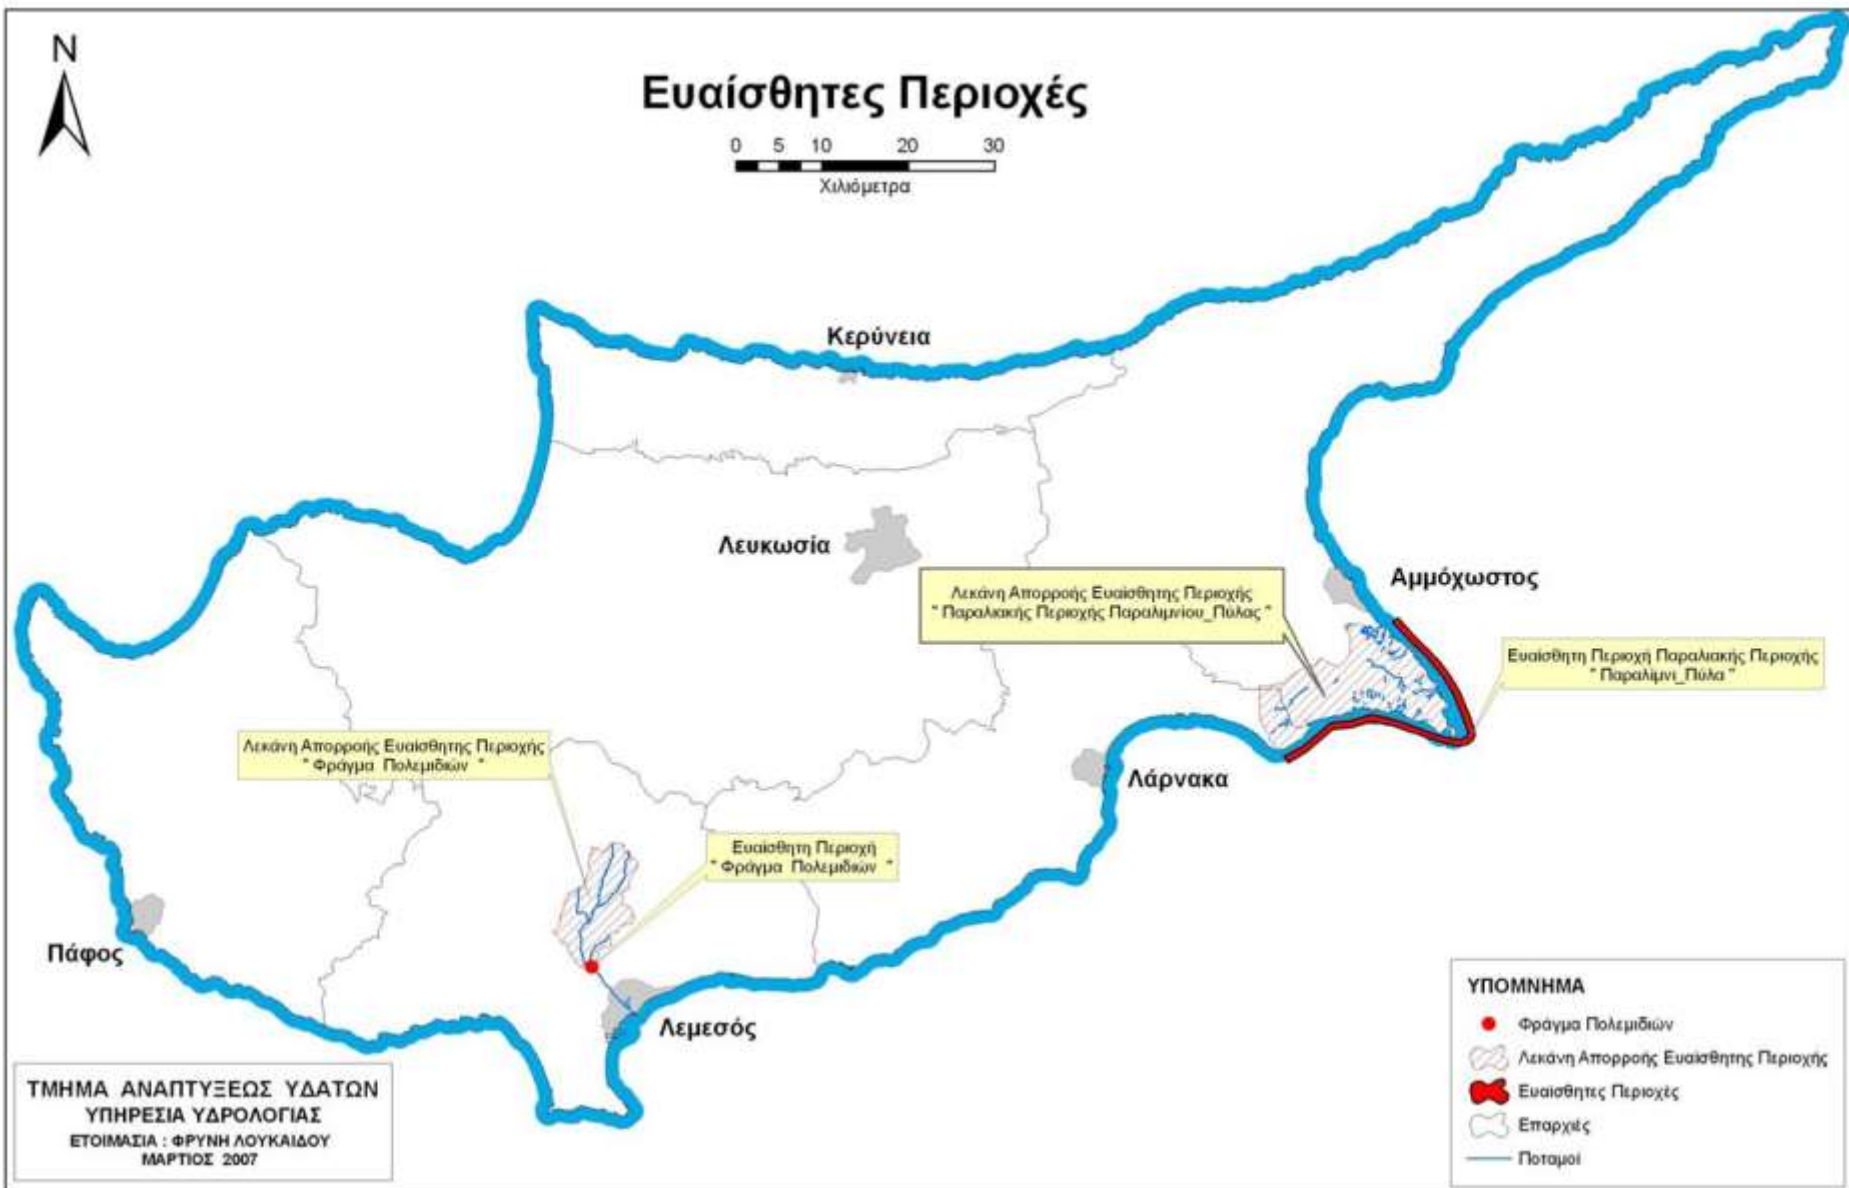 N
Ευαίσθητες Περιοχές
0 5 10 20 30
Χιλιόμετρα
Κερύνεια
Λευκωσία
Αμμόχωστος
Λεκάνη Απορροής Ευαίσθητης Περιοχής
" Παραλιακής Περιοχής Παραλιμνίου_Πύλας "
Ευαίσθητη Περιοχή Παραλιακής Περιοχής
" Παραλίμνι_Πύλα "
Λεκάνη Απορροής Ευαίσθητης Περιοχής
" Φράγμα Πολεμιδιών "
Λάρνακα
Ευαίσθητη Περιοχή
" Φράγμα Πολεμιδιών "
Πάφος
Λεμεσός
ΥΠΟΜΝΗΜΑ
Φράγμα Πολεμιδιών
Λεκάνη Απορροής Ευαίσθητης Περιοχής
Ευαίσθητες Περιοχές
Επαρχιές
Ποταμοί
ΤΜΗΜΑ ΑΝΑΠΤΥΞΕΩΣ ΥΔΑΤΩΝ
ΥΠΗΡΕΣΙΑ ΥΔΡΟΛΟΓΙΑΣ
ΕΤΟΙΜΑΣΙΑ : ΦΡΥΝΗ ΛΟΥΚΑΙΔΟΥ
ΜΑΡΤΙΟΣ 2007